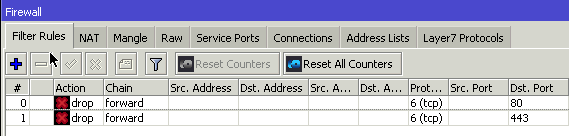 Firewall
Filter Rules NAT Mangle Raw Service Ports Connections Address Lists Layer7 Protocols
Reset Counters Reset All Counters
# Action Chain Src. Address Dst. Address Src. A... Dst. A... Prot... Src. Port Dst. Port
0 drop forward 6 (tcp) 80
1 drop forward 6 (tcp) 443